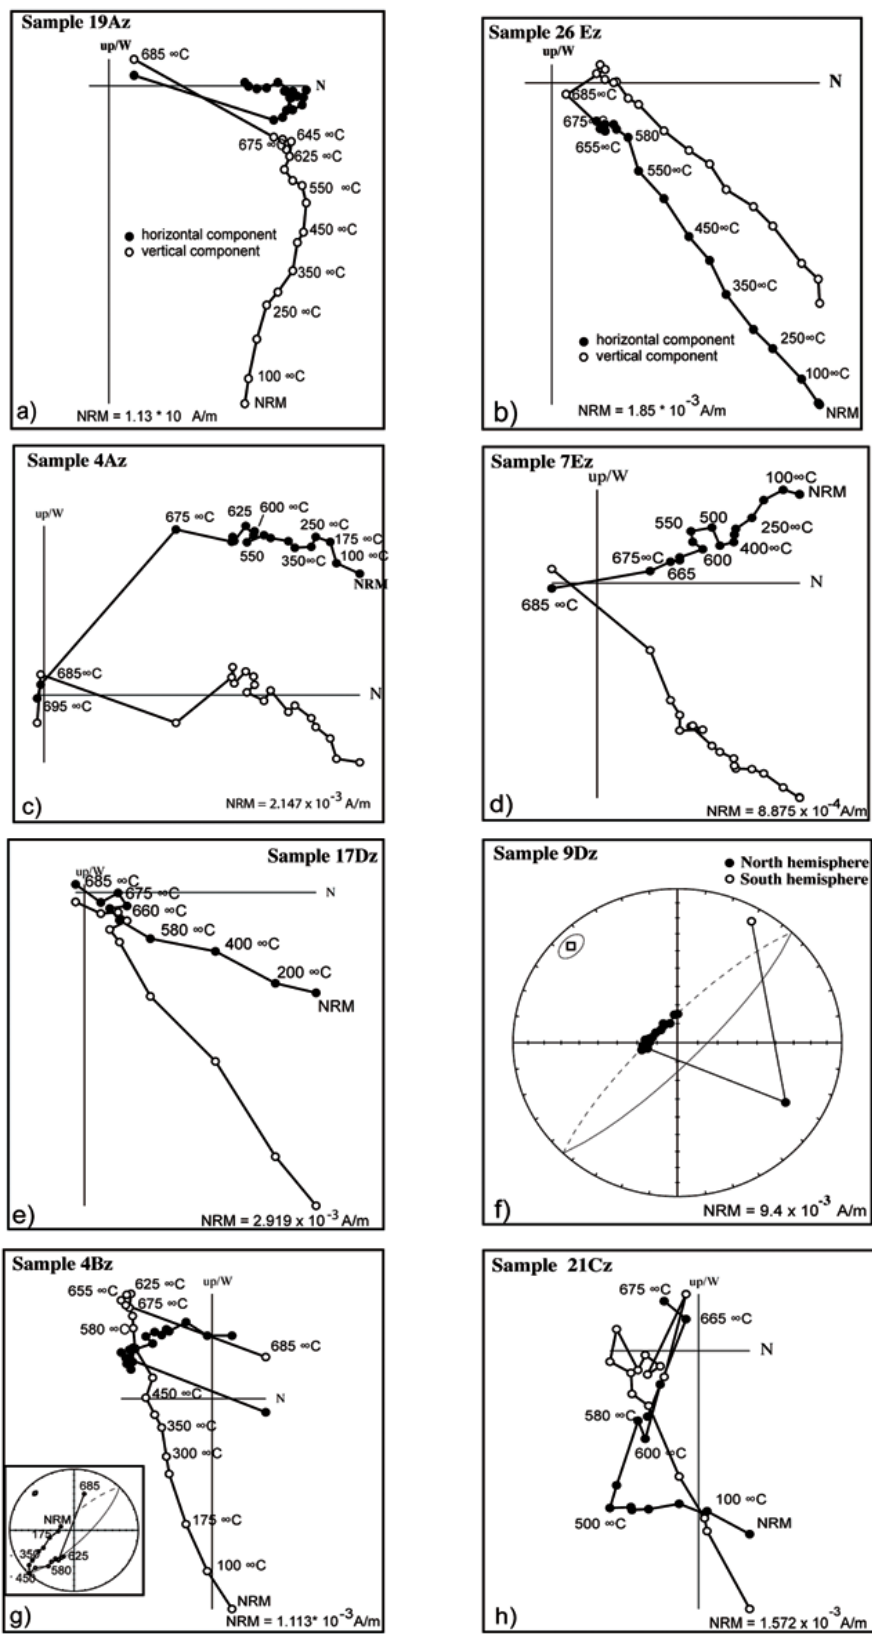 Sample 19Az
up/W
685 ∞C
N
645 ∞C
675 ∞C
625 ∞C
550 ∞C
horizontal component
450 ∞C
vertical component
350 ∞C
250 ∞C
100 ∞C
NRM
a)
NRM = 1.13 * 10 A/m
Sample 26 Ez
up/W
N
685∞C
675∞
580
655∞C
550∞C
450∞C
350∞C
horizontal component
250∞C
vertical component
100∞C
NRM
b)
NRM = 1.85 * 10⁻³ A/m
Sample 4Az
up/W
675 ∞C
625
600 ∞C
250 ∞C
175 ∞C
550
350∞C
100 ∞C
NRM
685∞C
N
695 ∞C
c)
NRM = 2.147 x 10⁻³ A/m
Sample 7Ez
up/W
100∞C
NRM
550
500
250∞C
400∞C
675∞C
600
665
N
685 ∞C
d)
NRM = 8.875 x 10⁻⁴A/m
Sample 17Dz
up/W
685 ∞C
675 ∞C
N
660 ∞C
580 ∞C
400 ∞C
200 ∞C
NRM
e)
NRM = 2.919 x 10⁻³ A/m
Sample 9Dz
North hemisphere
South hemisphere
f)
NRM = 9.4 x 10⁻³ A/m
Sample 4Bz
up/W
655 ∞C
625 ∞C
675 ∞C
580 ∞C
685 ∞C
450 ∞C
N
350 ∞C
300 ∞C
685
NRM
175 ∞C
175
350
625
450
580
100 ∞C
NRM
g)
NRM = 1.113* 10⁻³A/m
Sample 21Cz
up/W
675 ∞C
665 ∞C
N
580 ∞C
600 ∞C
100 ∞C
500 ∞C
NRM
h)
NRM = 1.572 x 10⁻³ A/m